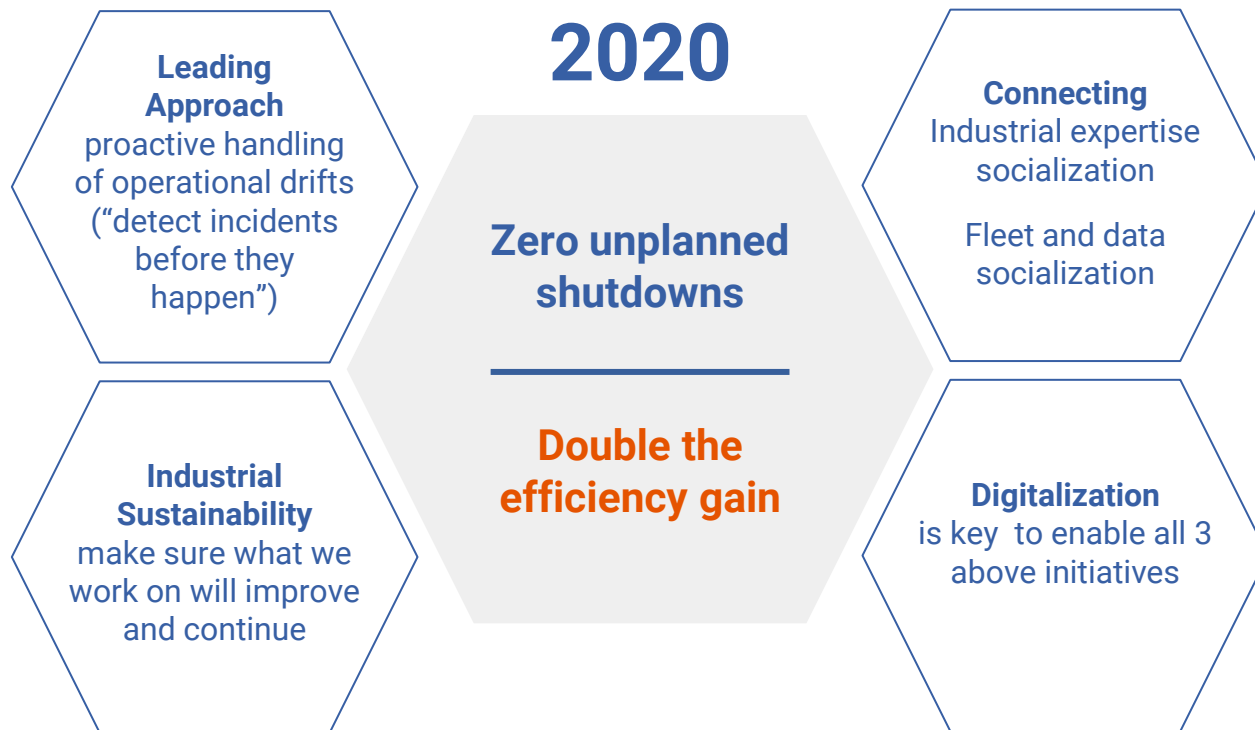 2020
Leading
Approach
proactive handling
of operational drifts
(“detect incidents
before they
happen”)
Connecting
Industrial expertise
socialization
Fleet and data
socialization
Zero unplanned
shutdowns
Double the
efficiency gain
Industrial
Sustainability
make sure what we
work on will improve
and continue
Digitalization
is key  to enable all 3
above initiatives